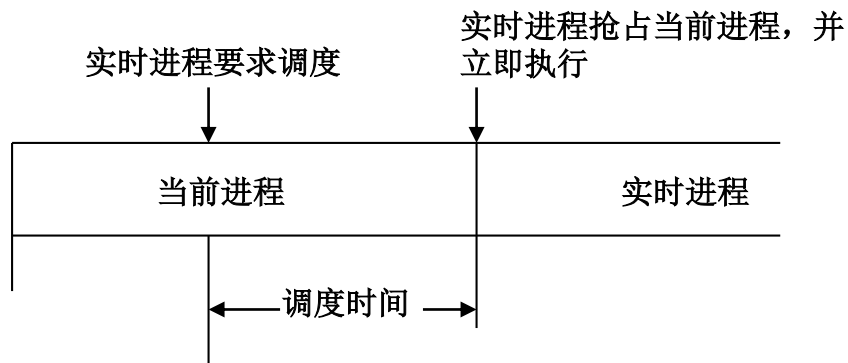 实时进程抢占当前进程，并
立即执行
实时进程要求调度
当前进程
实时进程
调度时间